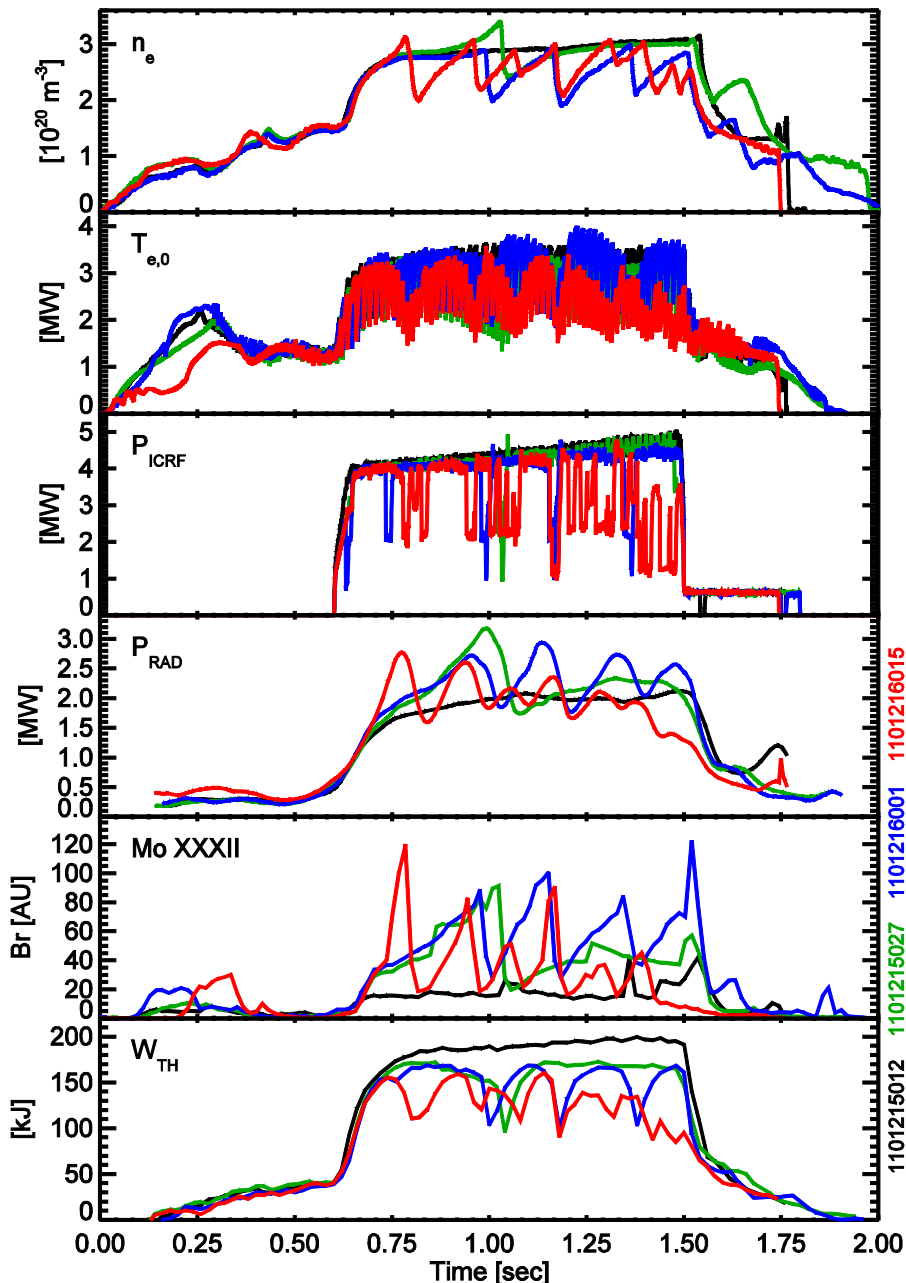 n_e
[10^20 m^-3]
3
2
1
0
T_e,0
[MW]
4
3
2
1
0
P_ICRF
[MW]
5
4
3
2
1
0
P_RAD
[MW]
3.0
2.5
2.0
1.5
1.0
0.5
0.0
Mo XXXII
Br [AU]
120
100
80
60
40
20
0
W_TH
[kJ]
200
150
100
50
0
0.00 0.25 0.50 0.75 1.00 1.25 1.50 1.75 2.00
Time [sec]
1101215012 1101215027 1101216001 1101216015